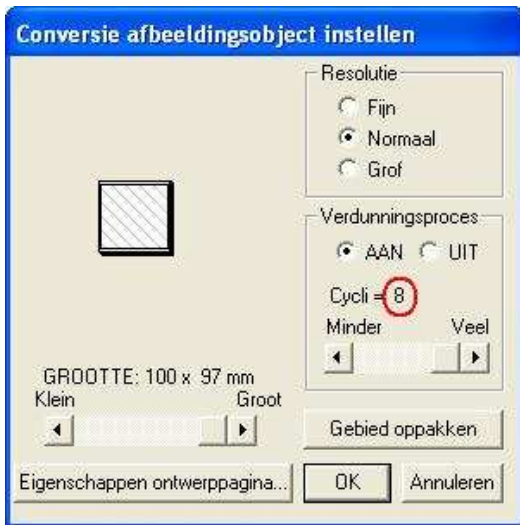 Conversie afbeeldingsobject instellen
Resolutie
Fijn
Normaal
Grof
Verdunningsproces
AAN UIT
Cycli = 8
Minder Veel
GROOTTE: 100 x 97 mm
Klein Groot
Gebied oppakken
Eigenschappen ontwerppagina... OK Annuleren